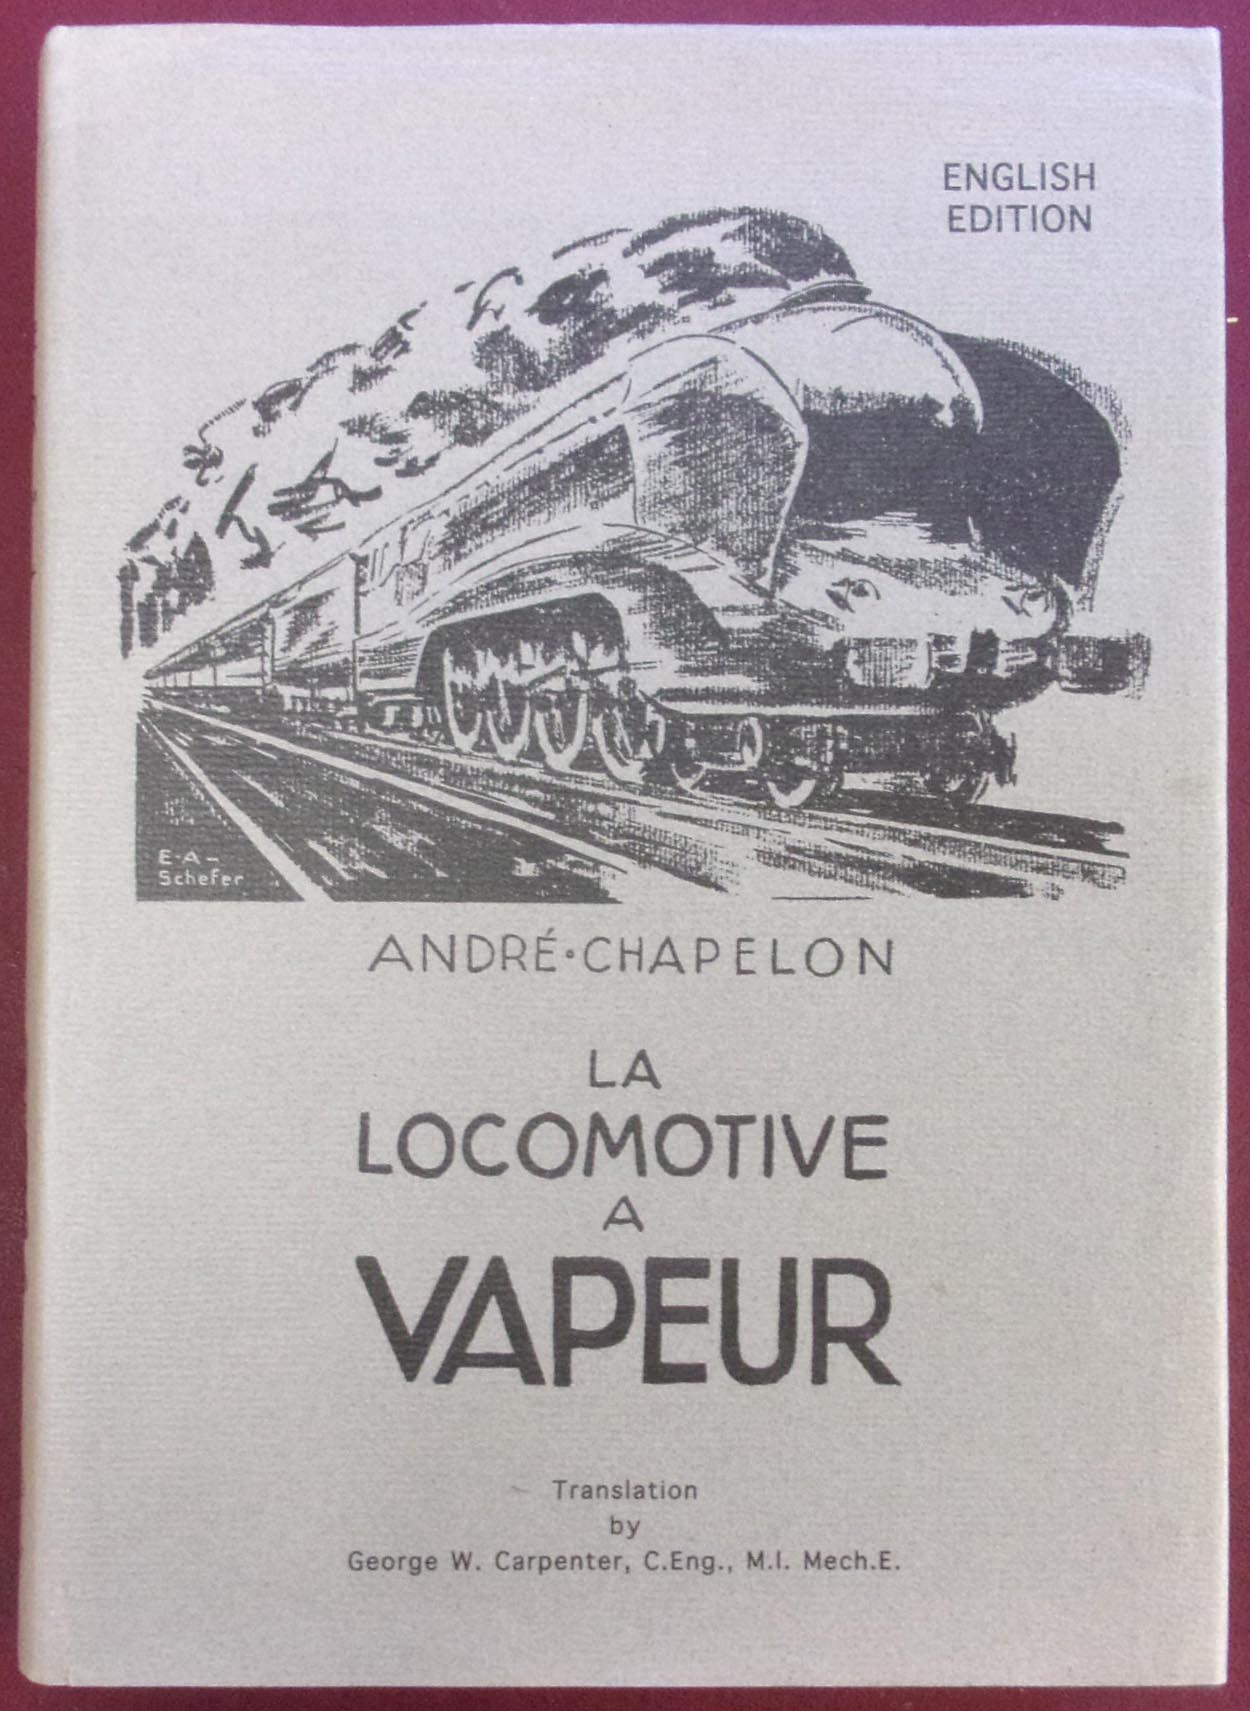 ENGLISH
EDITION
E-A-
Schefer
ANDRÉ·CHAPELON
LA
LOCOMOTIVE
A
VAPEUR
Translation
by
George W. Carpenter, C.Eng., M.I. Mech.E.